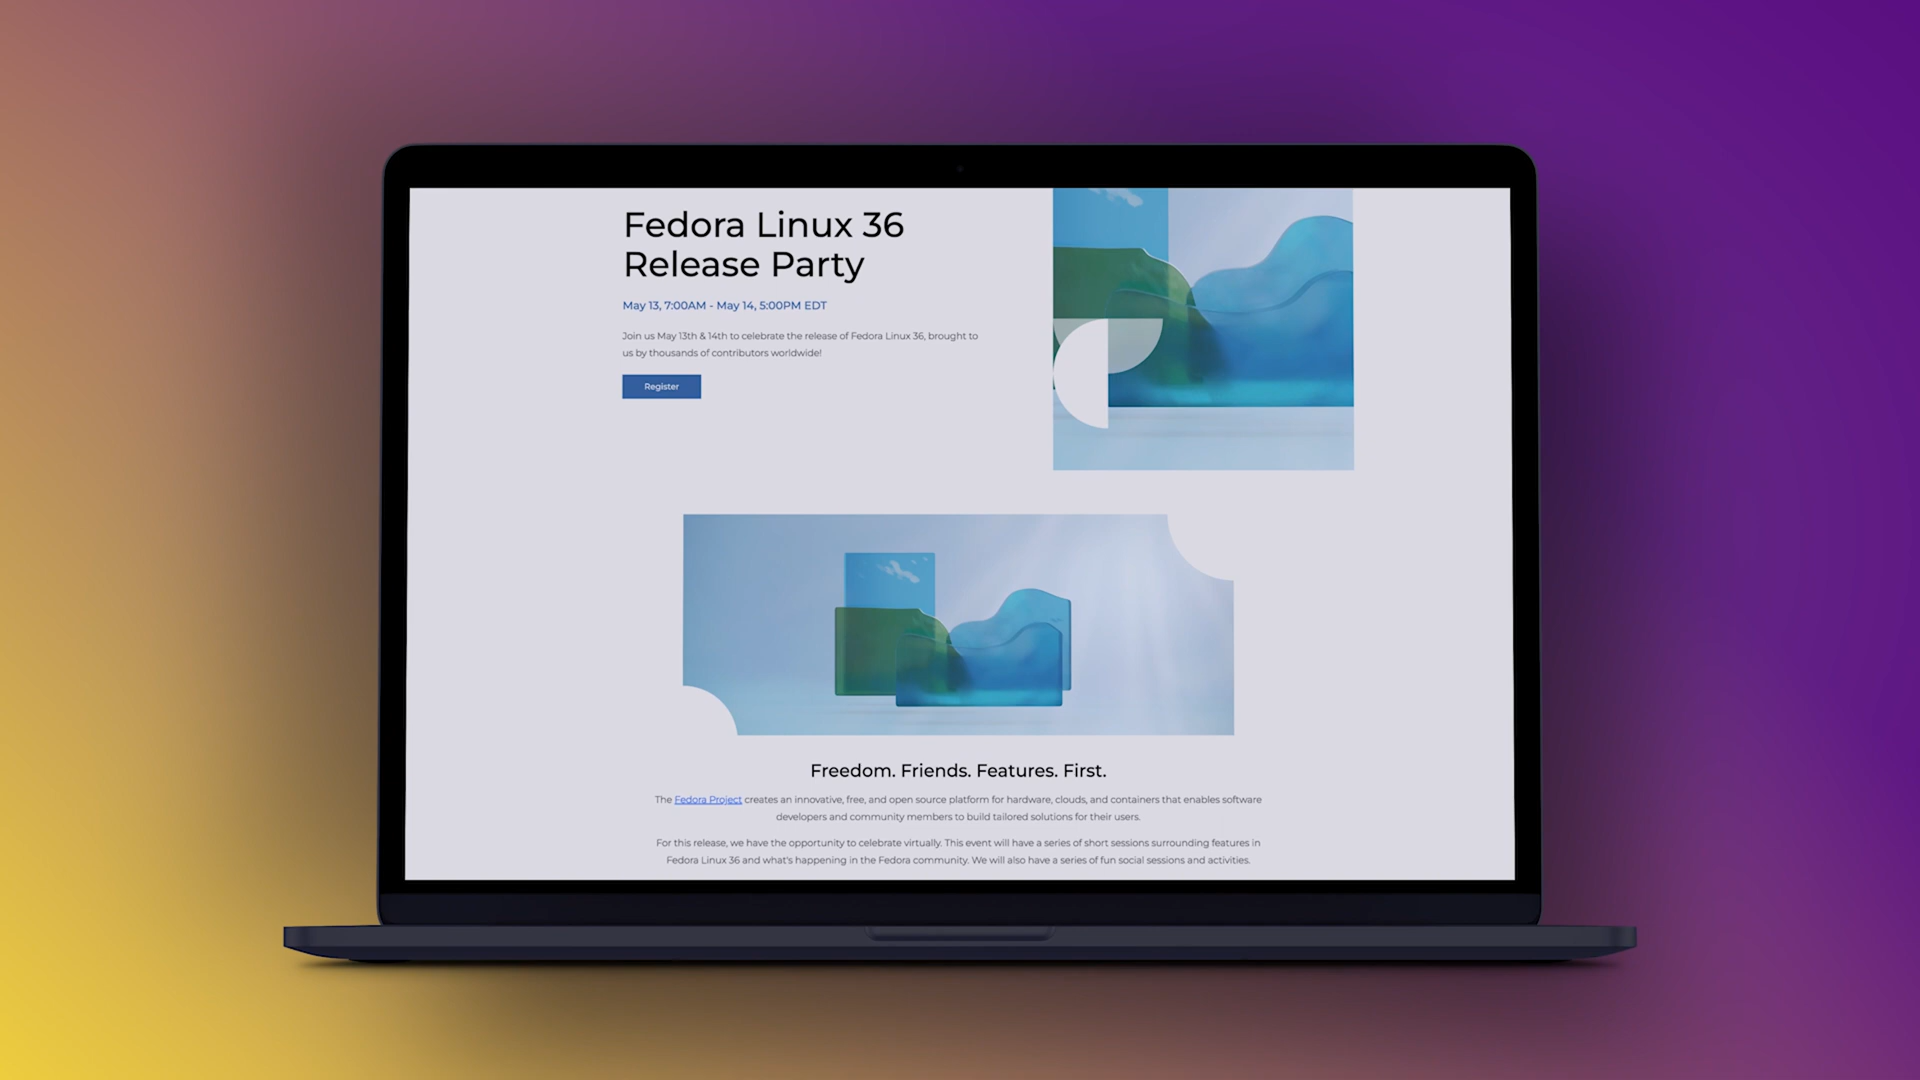 Fedora Linux 36
Release Party
May 13, 7:00AM - May 14, 5:00PM EDT
Join us May 13th & 14th to celebrate the release of Fedora Linux 36, brought to
us by thousands of contributors worldwide!
Register
Freedom. Friends. Features. First.
The Fedora Project creates an innovative, free, and open source platform for hardware, clouds, and containers that enables software
developers and community members to build tailored solutions for their users.
For this release, we have the opportunity to celebrate virtually. This event will have a series of short sessions surrounding features in
Fedora Linux 36 and what's happening in the Fedora community. We will also have a series of fun social sessions and activities.